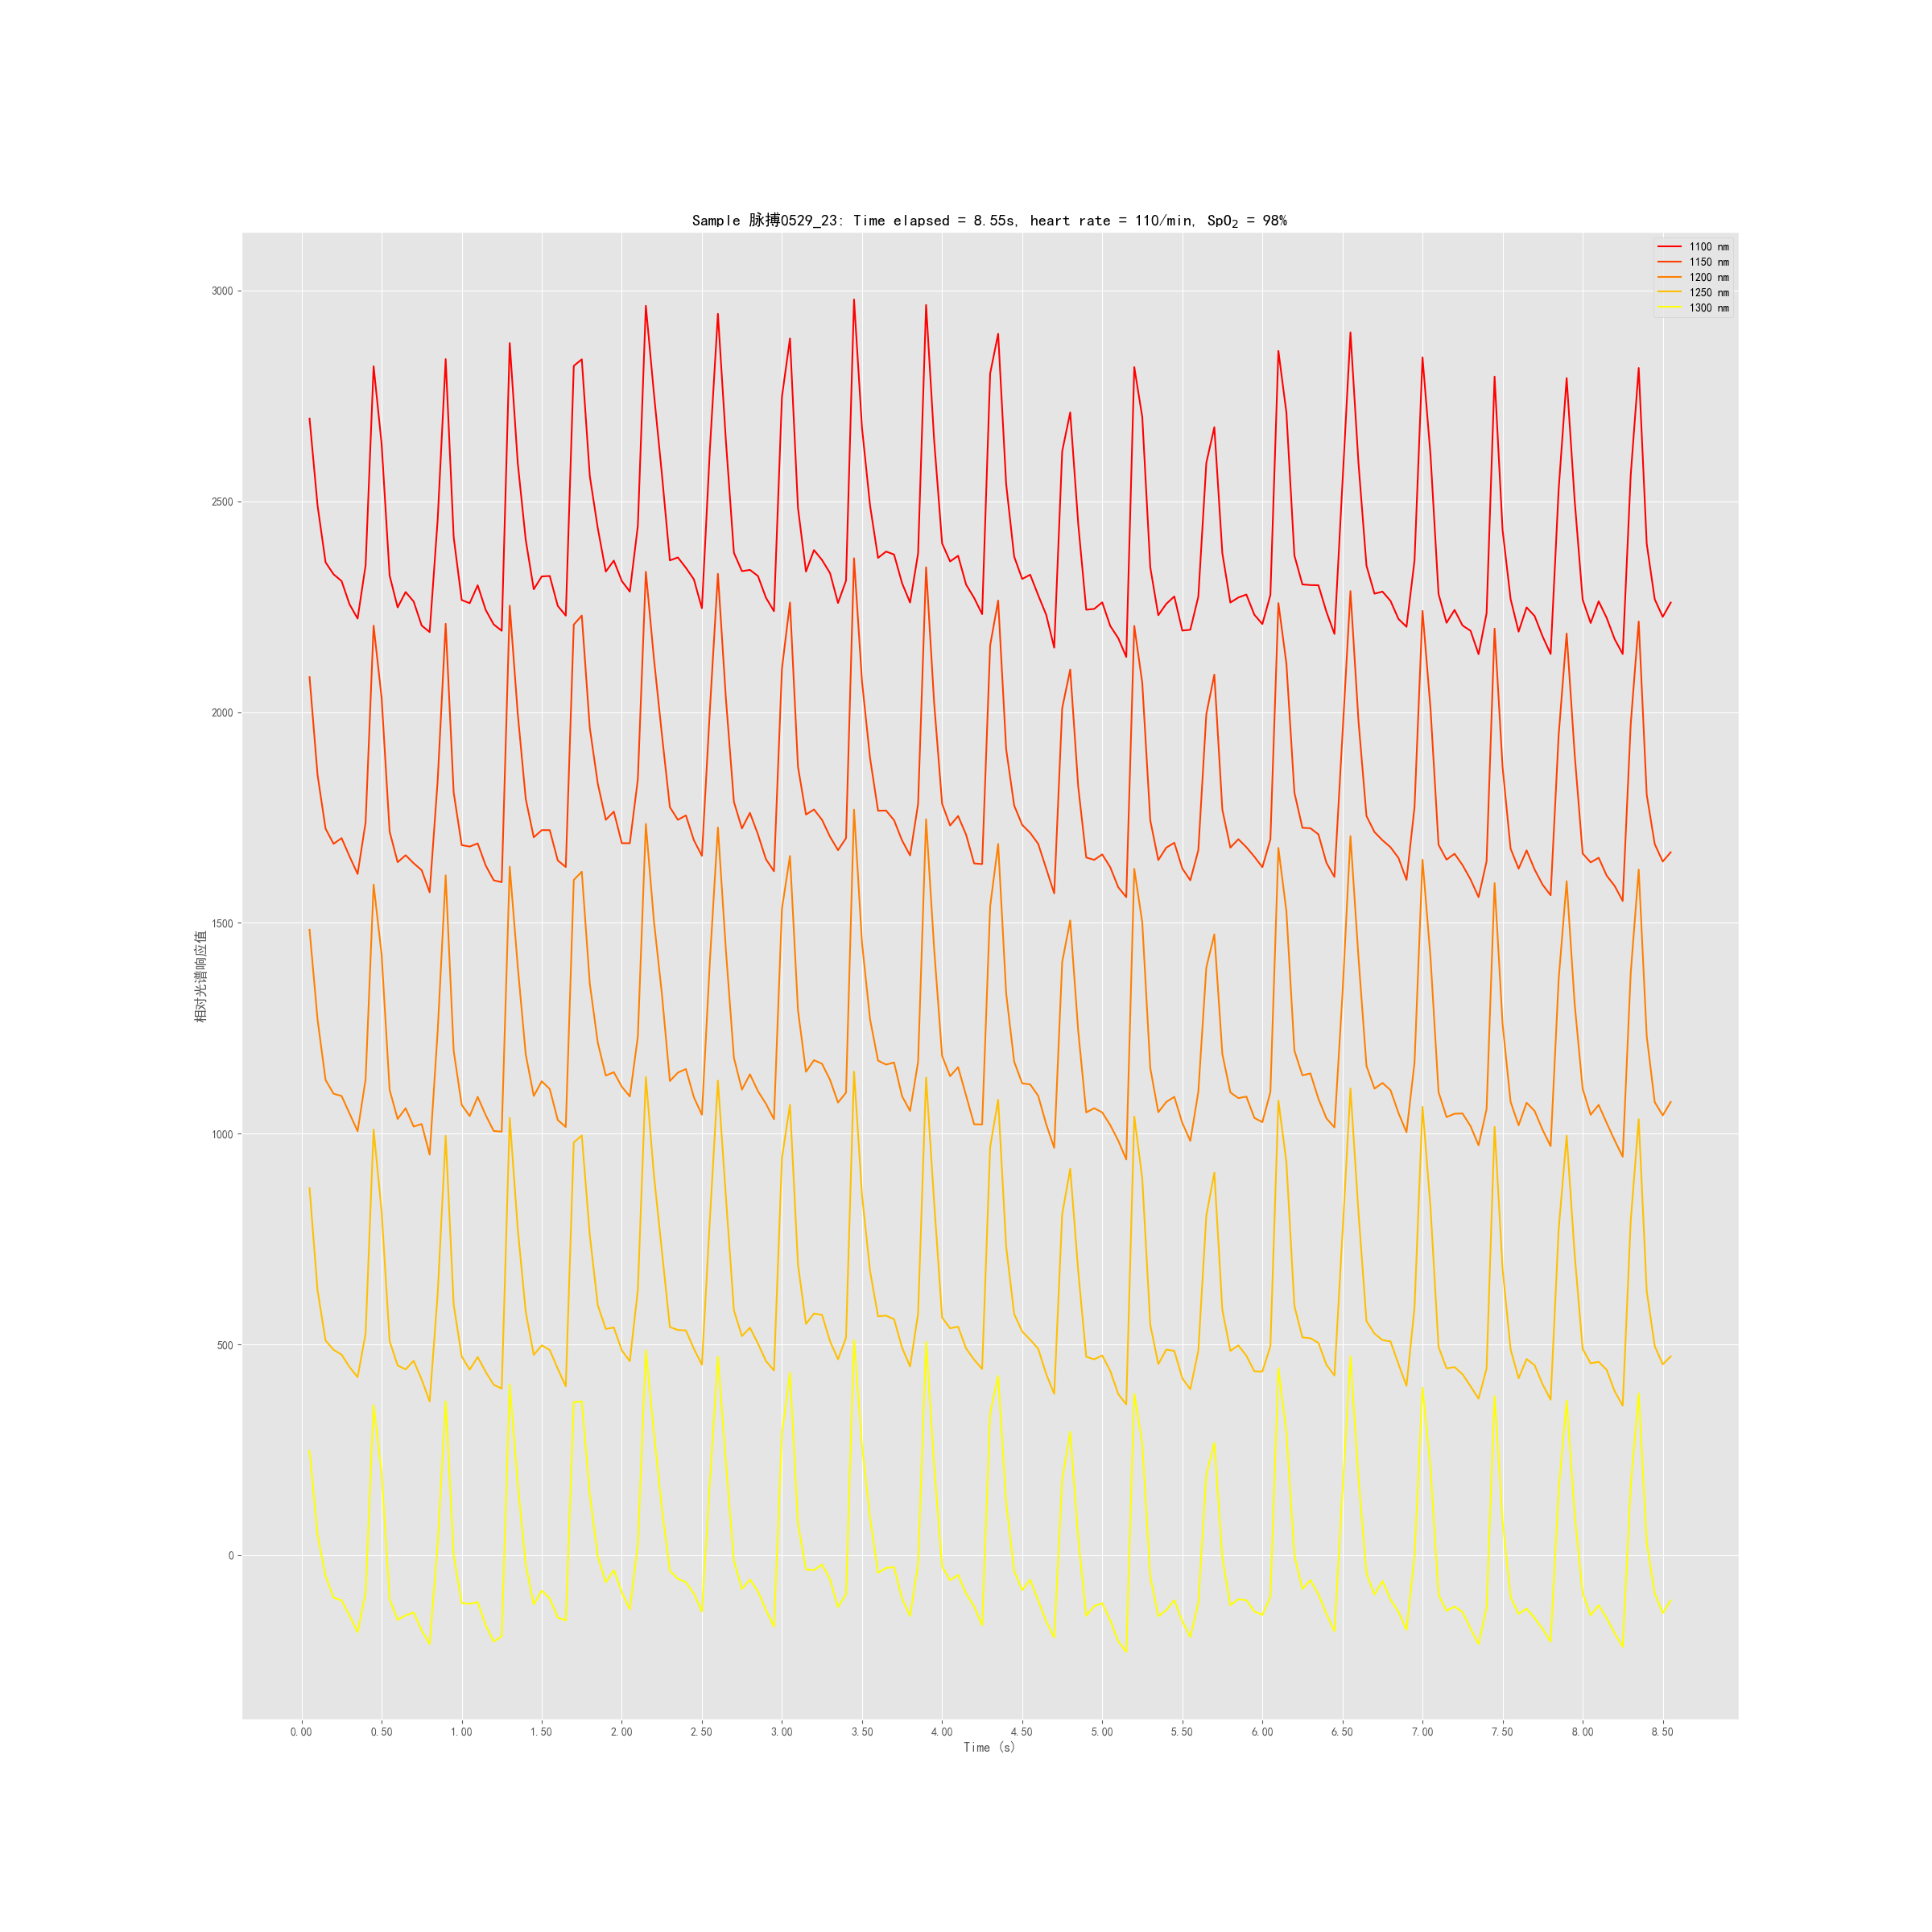 Sample 脉搏0529_23: Time elapsed = 8.55s, heart rate = 110/min, SpO₂ = 98%
1100 nm
1150 nm
1200 nm
1250 nm
1300 nm
3000
2500
2000
1500
1000
500
0
相对光谱响应值
0.00 0.50 1.00 1.50 2.00 2.50 3.00 3.50 4.00 4.50 5.00 5.50 6.00 6.50 7.00 7.50 8.00 8.50
Time (s)